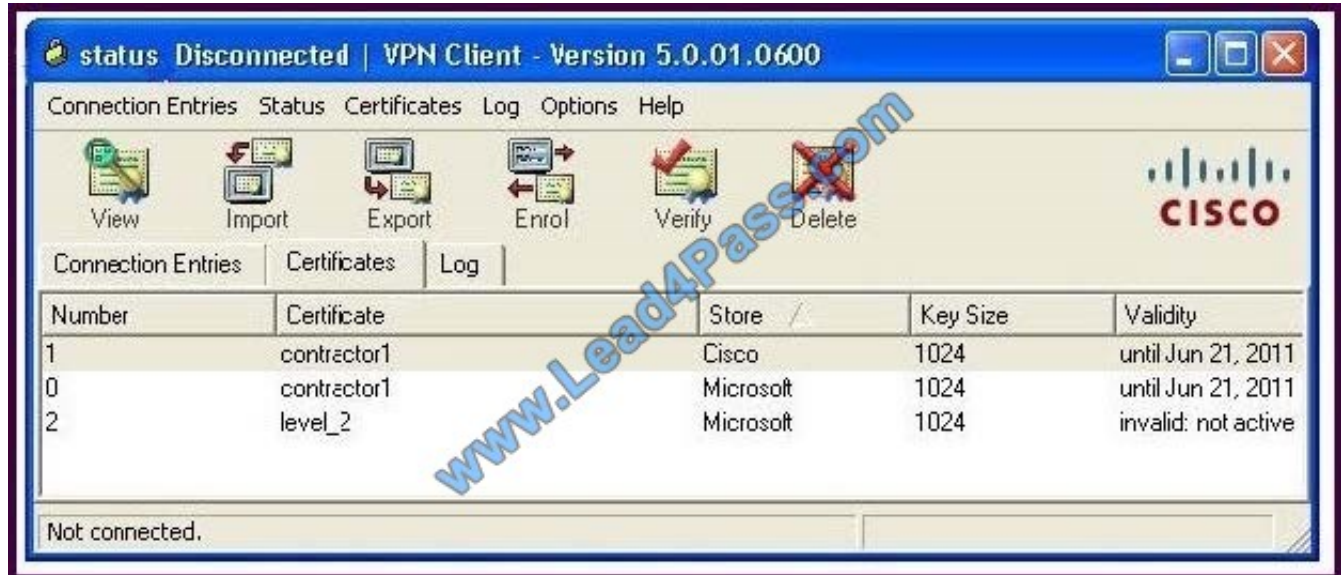 status Disconnected | VPN Client - Version 5.0.01.0600
Connection Entries Status Certificates Log Options Help
View Import Export Enrol Verify Delete
CISCO
Connection Entries Certificates Log
Number Certificate Store Key Size Validity
1 contractor1 Cisco 1024 until Jun 21, 2011
0 contractor1 Microsoft 1024 until Jun 21, 2011
2 level_2 Microsoft 1024 invalid: not active
Not connected.
www.Lead4Pass.com